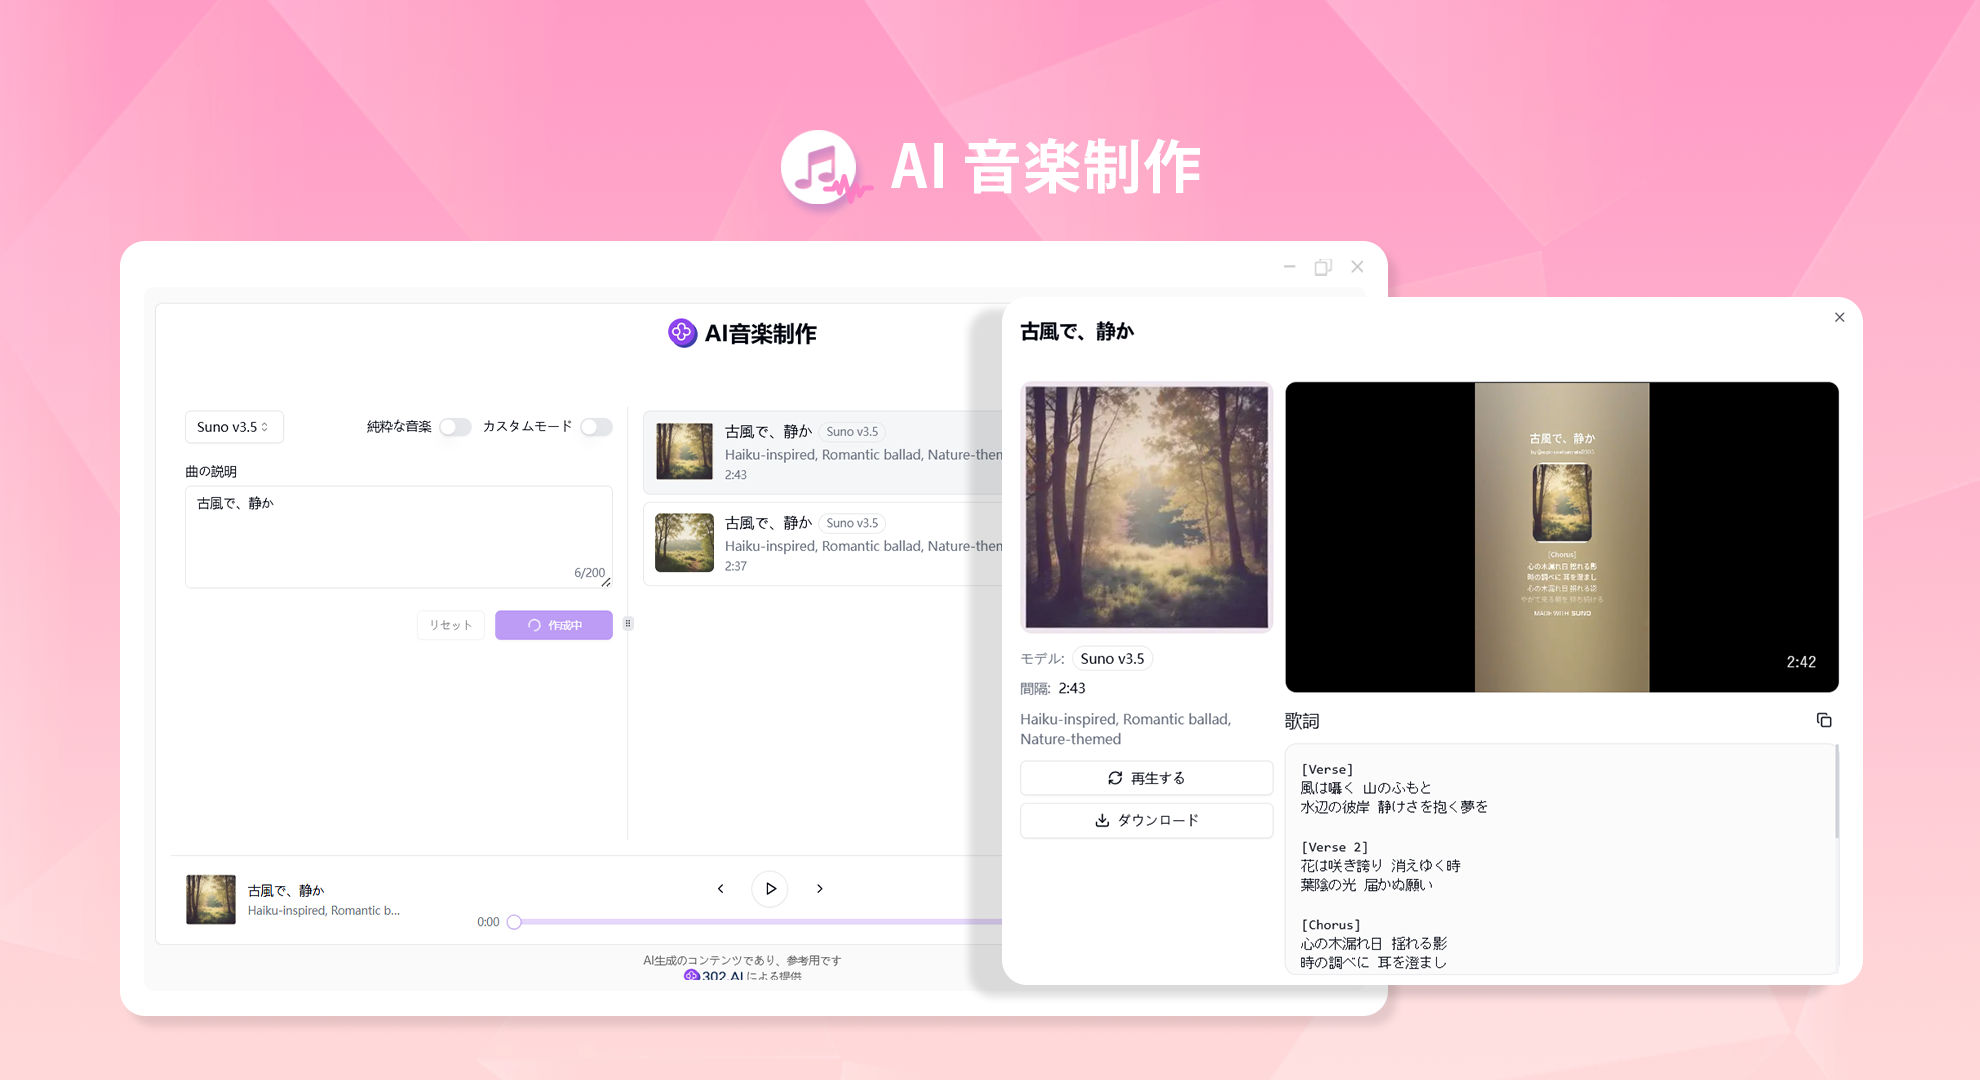 AI 音楽制作
AI音楽制作
Suno v3.5
純粋な音楽
カスタムモード
曲の説明
古風で、静か
6/200
リセット
作成中
古風で、静か Suno v3.5
Haiku-inspired, Romantic ballad, Nature-then
2:43
古風で、静か Suno v3.5
Haiku-inspired, Romantic ballad, Nature-then
2:37
古風で、静か
Haiku-inspired, Romantic b...
0:00
AI生成のコンテンツであり、参考用です
302.AI による提供
古風で、静か
モデル: Suno v3.5
間隔: 2:43
Haiku-inspired, Romantic ballad,
Nature-themed
再生する
ダウンロード
古風で、静か
[Chorus]
心の木漏れ日 揺れる影
時の調べに 耳を澄まし
心の木漏れ日 揺れる影
MADE WITH SUNO
2:42
歌詞
[Verse]
風は囁く 山のふもと
水辺の彼岸 静けさを抱く夢を
[Verse 2]
花は咲き誇り 消えゆく時
葉陰の光 届かぬ願い
[Chorus]
心の木漏れ日 揺れる影
時の調べに 耳を澄まし